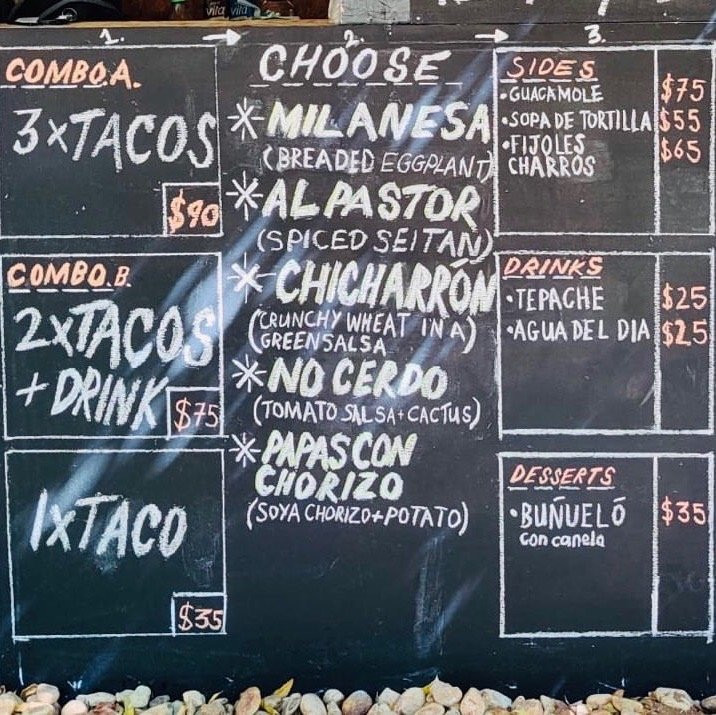 vila vila
1. → 2. → 3.
COMBO.A.
3xTACOS
$90
COMBO.B.
2xTACOS
+ DRINK
$75
1xTACO
$35
CHOOSE
* MILANESA
(BREADED EGGPLANT)
* AL PASTOR
(SPICED SEITAN)
* CHICHARRÓN
(CRUNCHY WHEAT IN A
GREEN SALSA)
* NO CERDO
(TOMATO SALSA + CACTUS)
* PAPAS CON
CHORIZO
(SOYA CHORIZO + POTATO)
SIDES
•GUACAMOLE $75
•SOPA DE TORTILLA $55
•FIJOLES $65
CHARROS
DRINKS
•TEPACHE $25
•AGUA DEL DIA $25
DESSERTS
•BUÑUELÓ $35
con canela